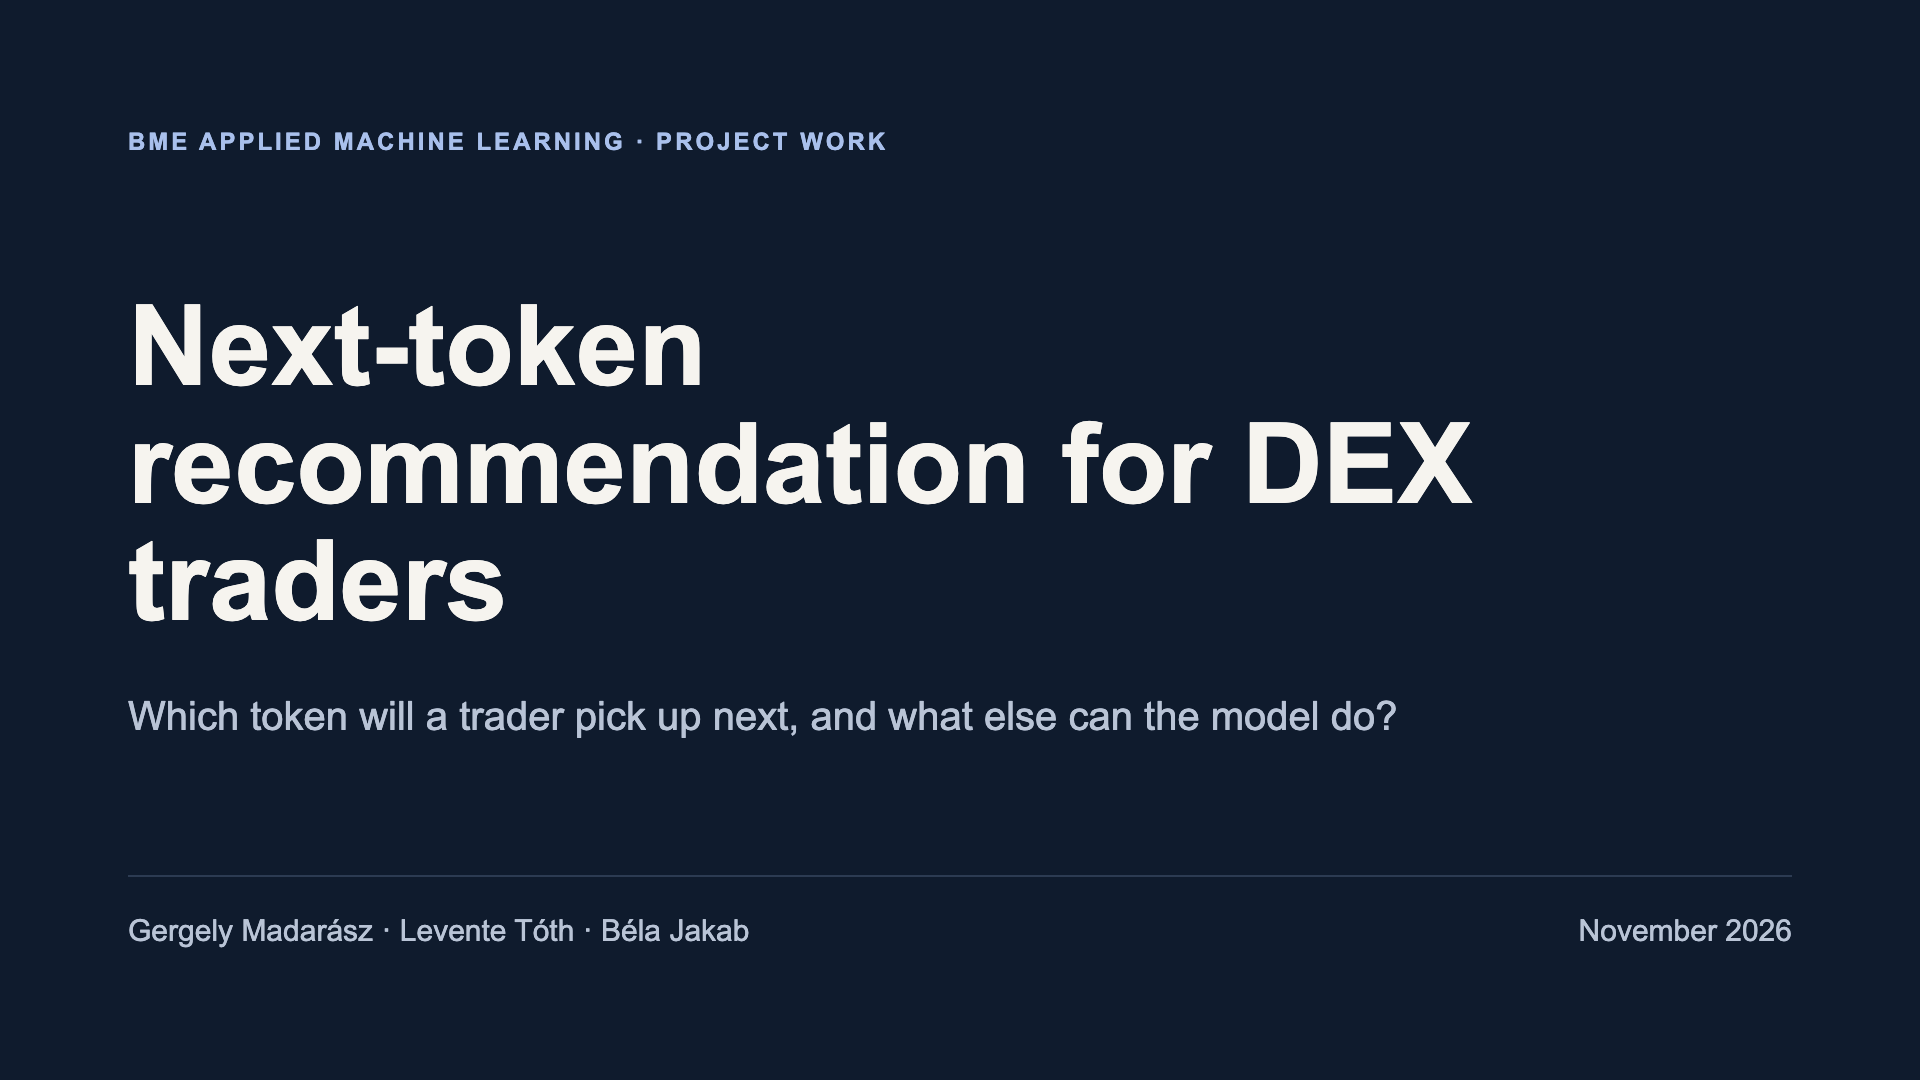 BME APPLIED MACHINE LEARNING · PROJECT WORK
Next-token
recommendation for DEX
traders
Which token will a trader pick up next, and what else can the model do?
Gergely Madarász · Levente Tóth · Béla Jakab
November 2026